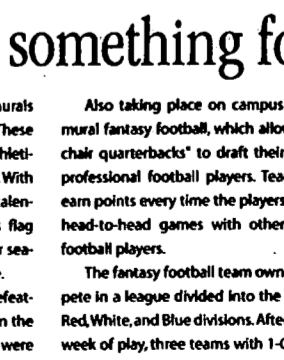 something fo
murals
These
hleti-
With
alen-
flag
r sea-
efeat-
n the
were
Also taking place on campus
mural fantasy football, which allow
chair quarterbacks" to draft their
professional football players. Tea
earn points every time the players
head-to-head games with other
football players.
The fantasy football team own
pete in a league divided into the
Red, White, and Blue divisions. Afte
week of play, three teams with 1-0